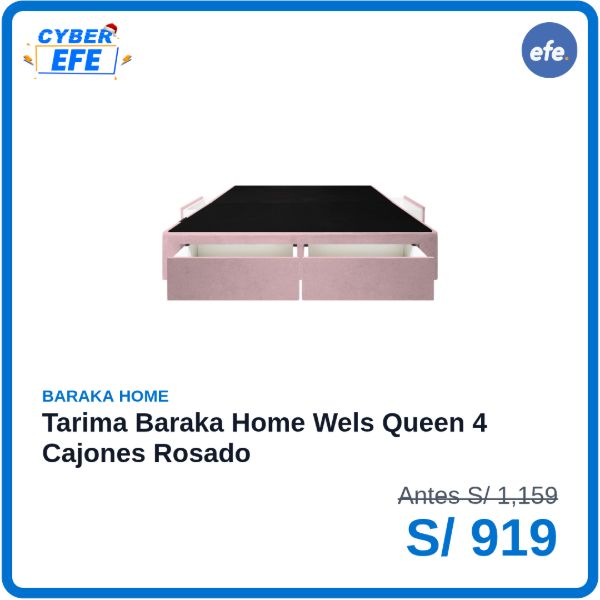 CYBER
EFE
efe.
BARAKA HOME
Tarima Baraka Home Wels Queen 4
Cajones Rosado
Antes S/ 1,159
S/ 919